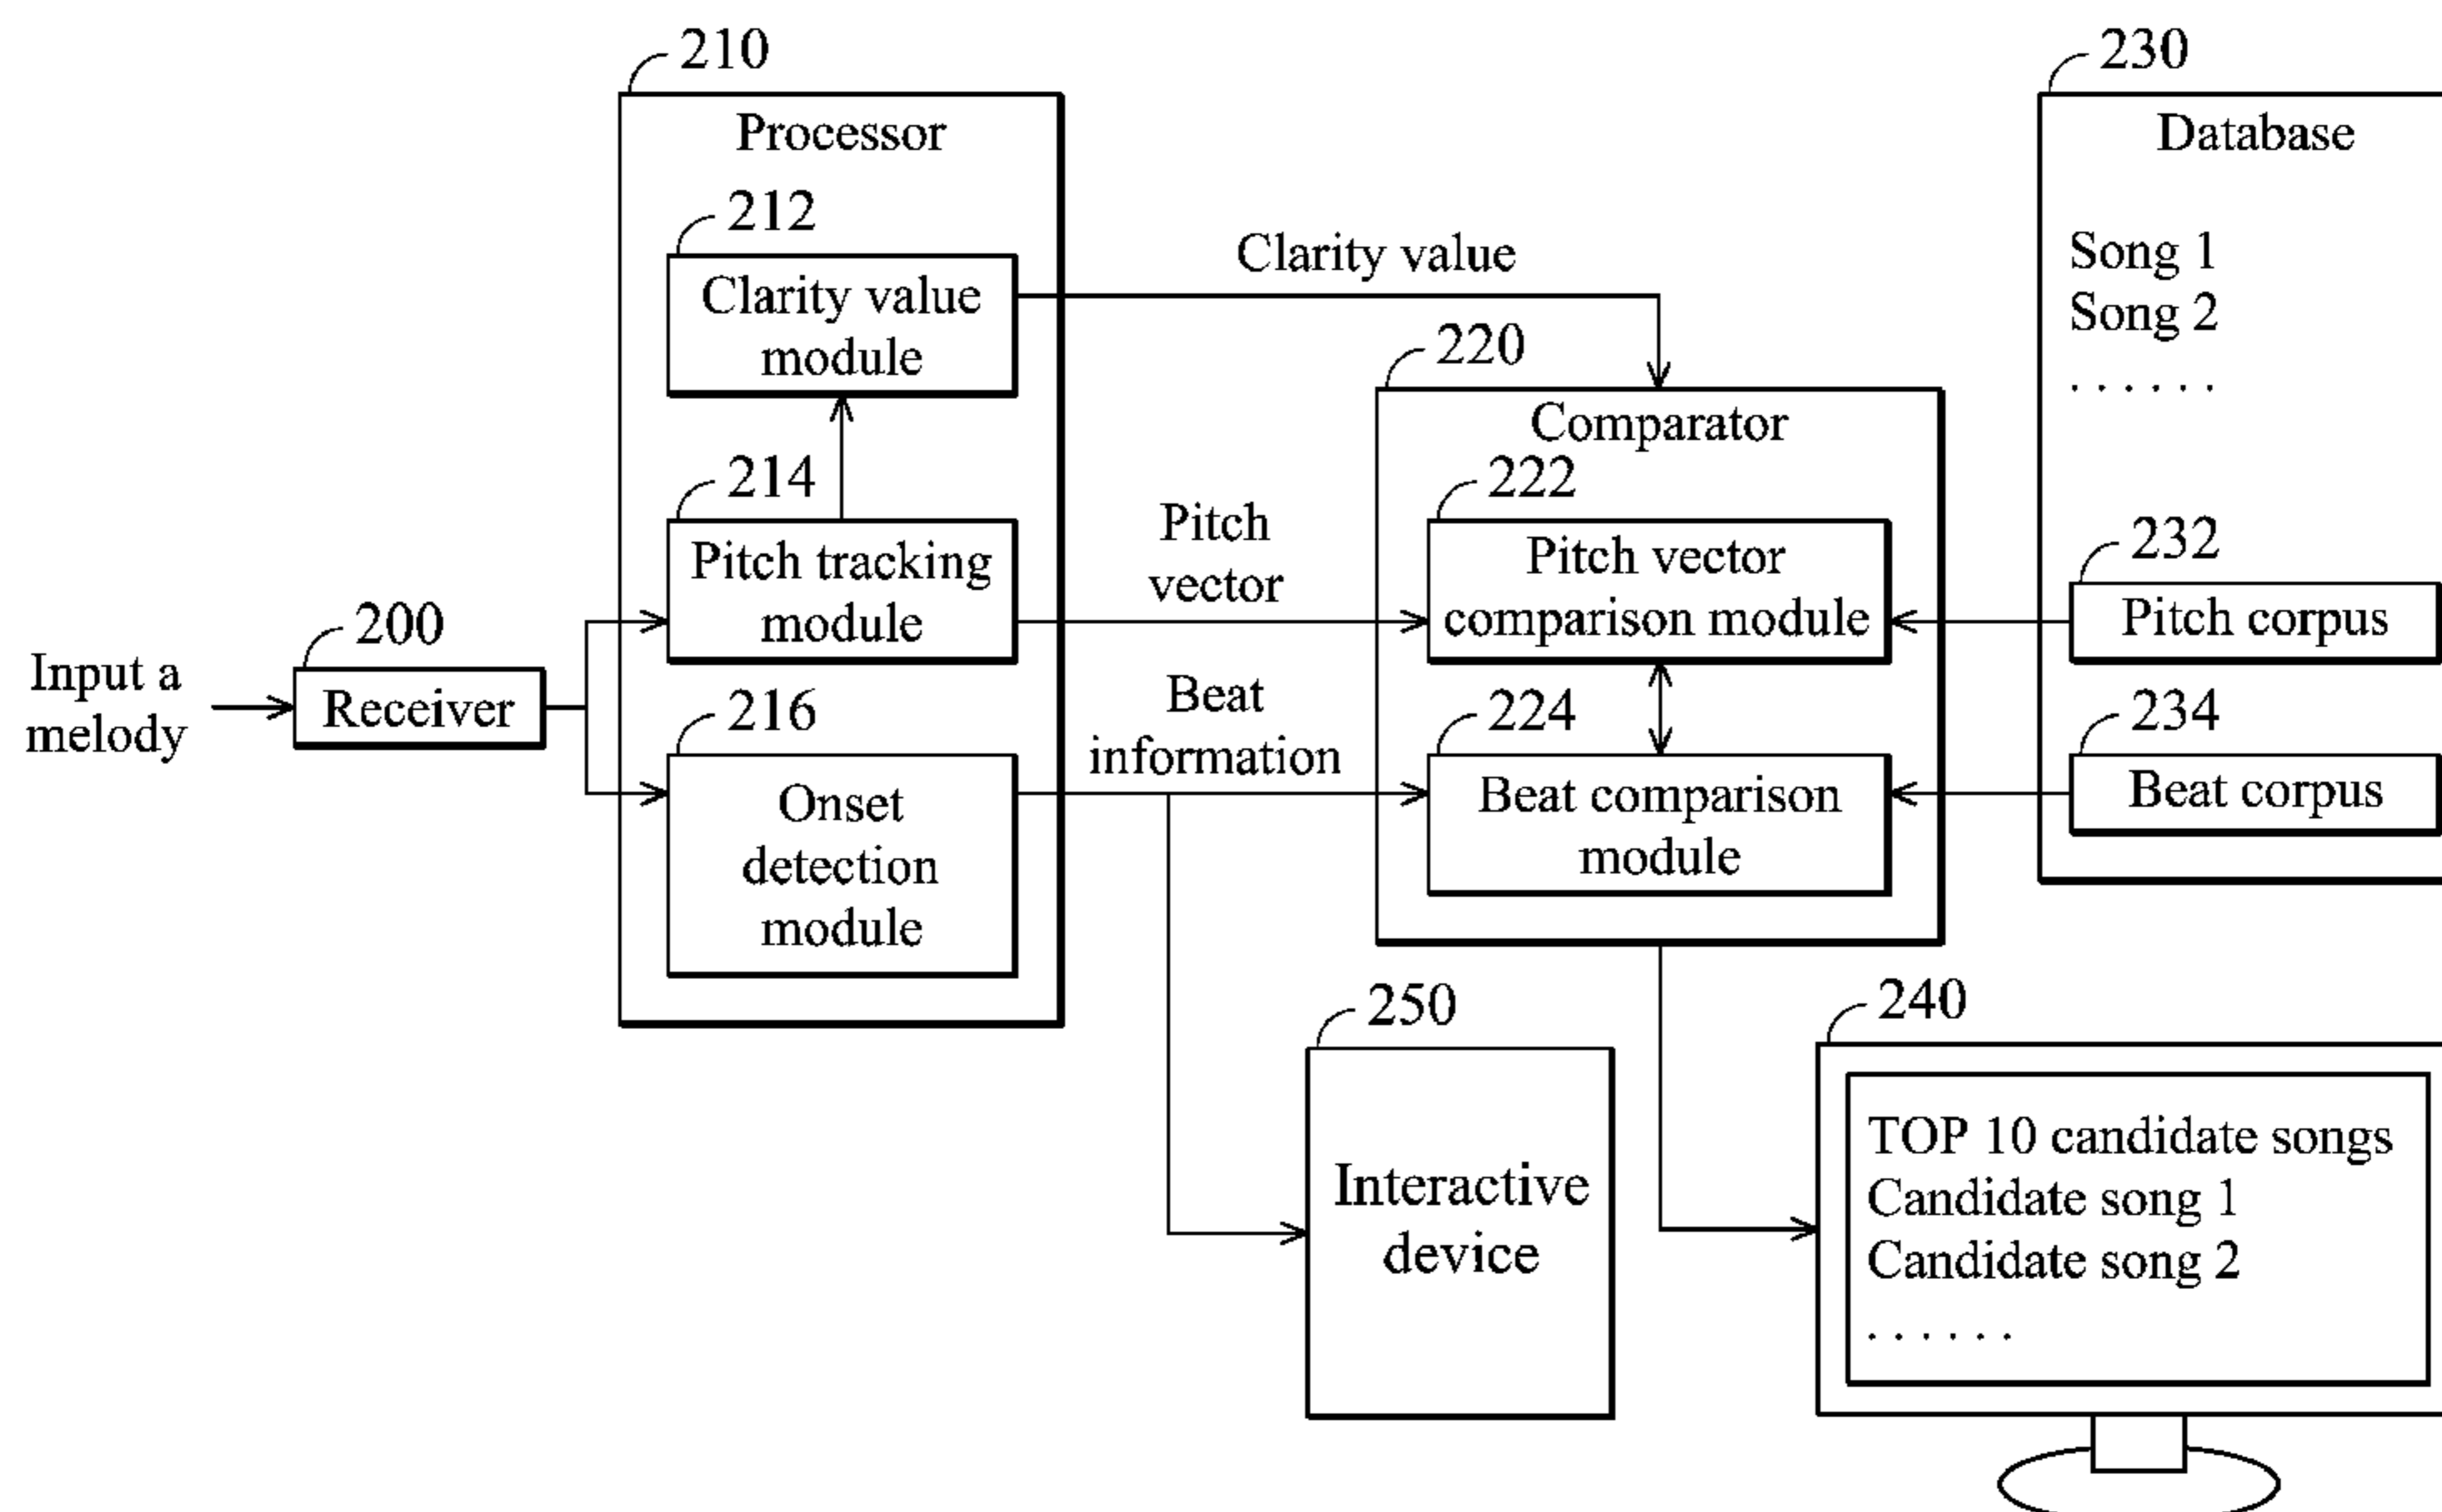 210
Processor
212
Clarity value
module
214
Pitch tracking
module
216
Onset
detection
module
Input a
melody
200
Receiver
Clarity value
Pitch
vector
Beat
information
220
Comparator
222
Pitch vector
comparison module
224
Beat comparison
module
230
Database
Song 1
Song 2
. . . . . .
232
Pitch corpus
234
Beat corpus
250
Interactive
device
240
TOP 10 candidate songs
Candidate song 1
Candidate song 2
. . . . . .